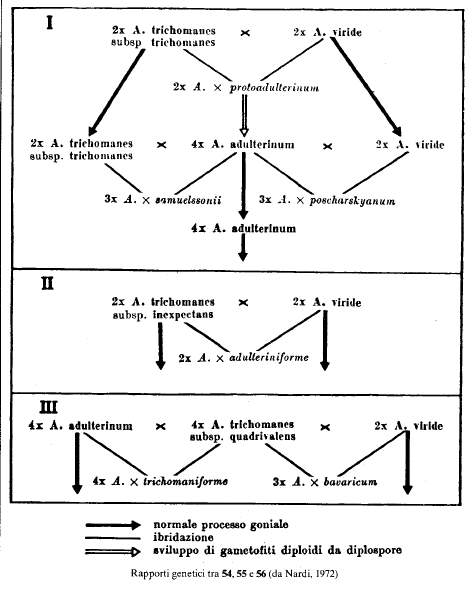 I
2x A. trichomanes × 2x A. viride
subsp trichomanes
2x A. × protoadulterinum
2x A. trichomanes × 4x A. adulterinum × 2x A. viride
subsp. trichomanes
3x A. × samuelssonii 3x A. × poscharskyanum
4x A. adulterinum
II
2x A. trichomanes × 2x A. viride
subsp. inexpectans
2x A. × adulteriniforme
III
4x A. adulterinum × 4x A. trichomanes × 2x A. viride
subsp. quadrivalens
4x A. × trichomaniforme 3x A. × bavaricum
normale processo goniale
ibridazione
sviluppo di gametofiti diploidi da diplospore
Rapporti genetici tra 54, 55 e 56 (da Nardi, 1972)